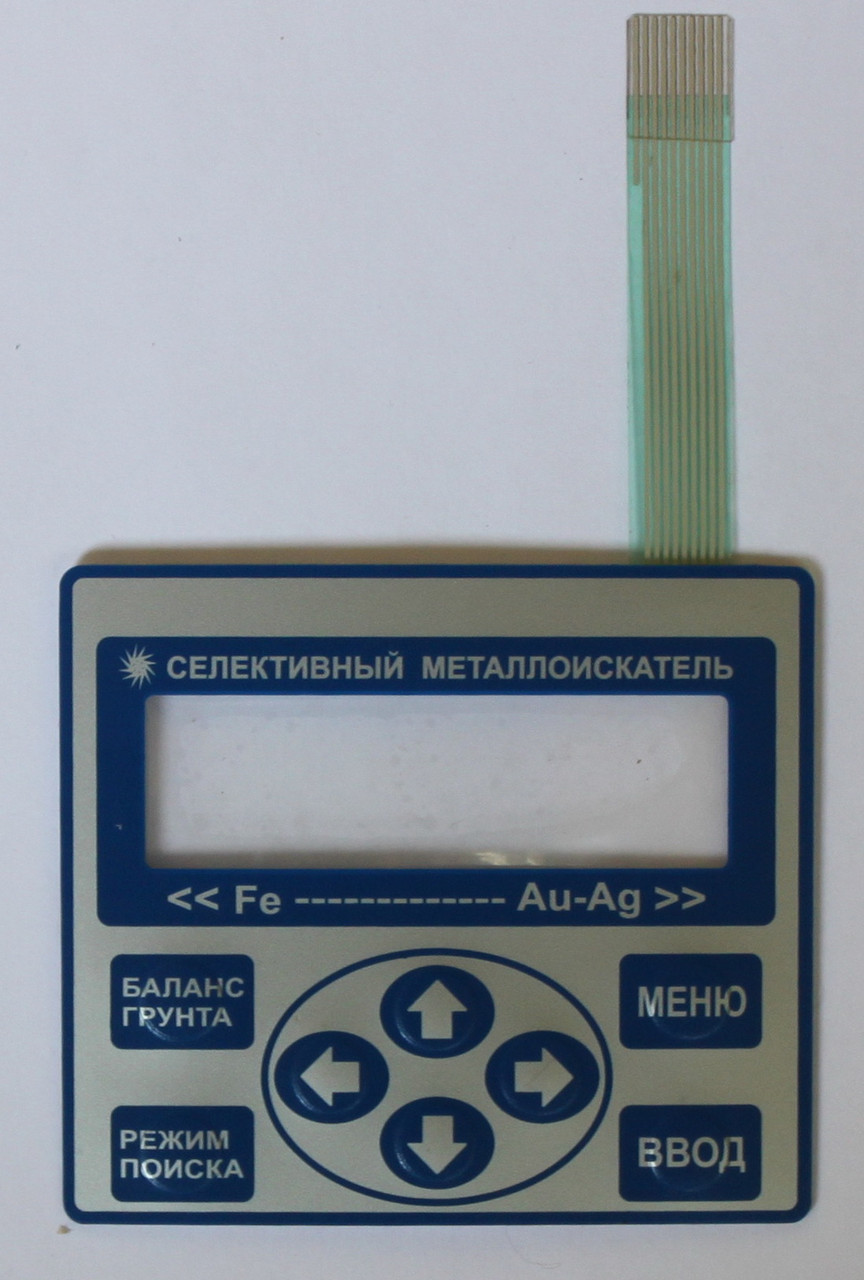 СЕЛЕКТИВНЫЙ МЕТАЛЛОИСКАТЕЛЬ
<< Fe ------------- Au-Ag >>
БАЛАНС
ГРУНТА
МЕНЮ
РЕЖИМ
ПОИСКА
ВВОД